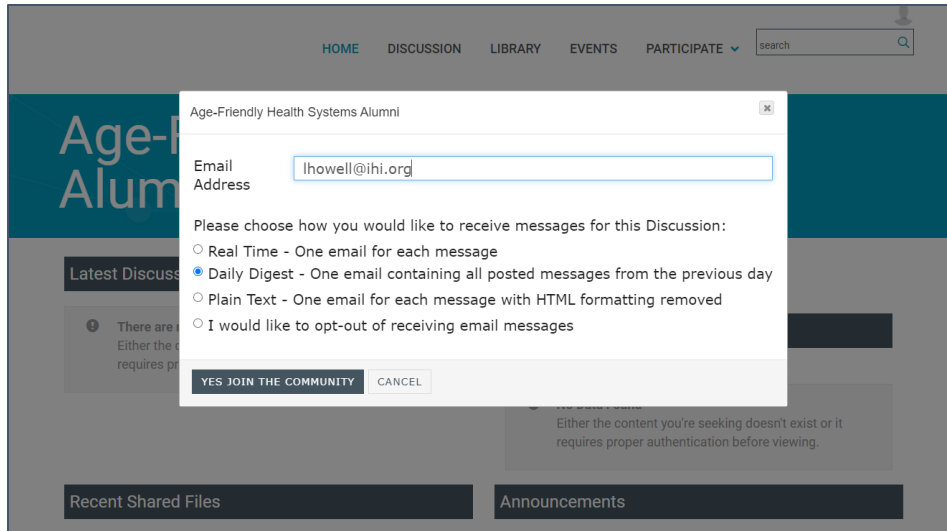 HOME DISCUSSION LIBRARY EVENTS PARTICIPATE search
Age-F
Alum
Age-Friendly Health Systems Alumni
Email
Address
lhowell@ihi.org
Please choose how you would like to receive messages for this Discussion:
Real Time - One email for each message
Daily Digest - One email containing all posted messages from the previous day
Plain Text - One email for each message with HTML formatting removed
I would like to opt-out of receiving email messages
YES JOIN THE COMMUNITY CANCEL
Latest Discuss
There are
Either the
requires pr
Either the content you're seeking doesn't exist or it
requires proper authentication before viewing.
Recent Shared Files
Announcements